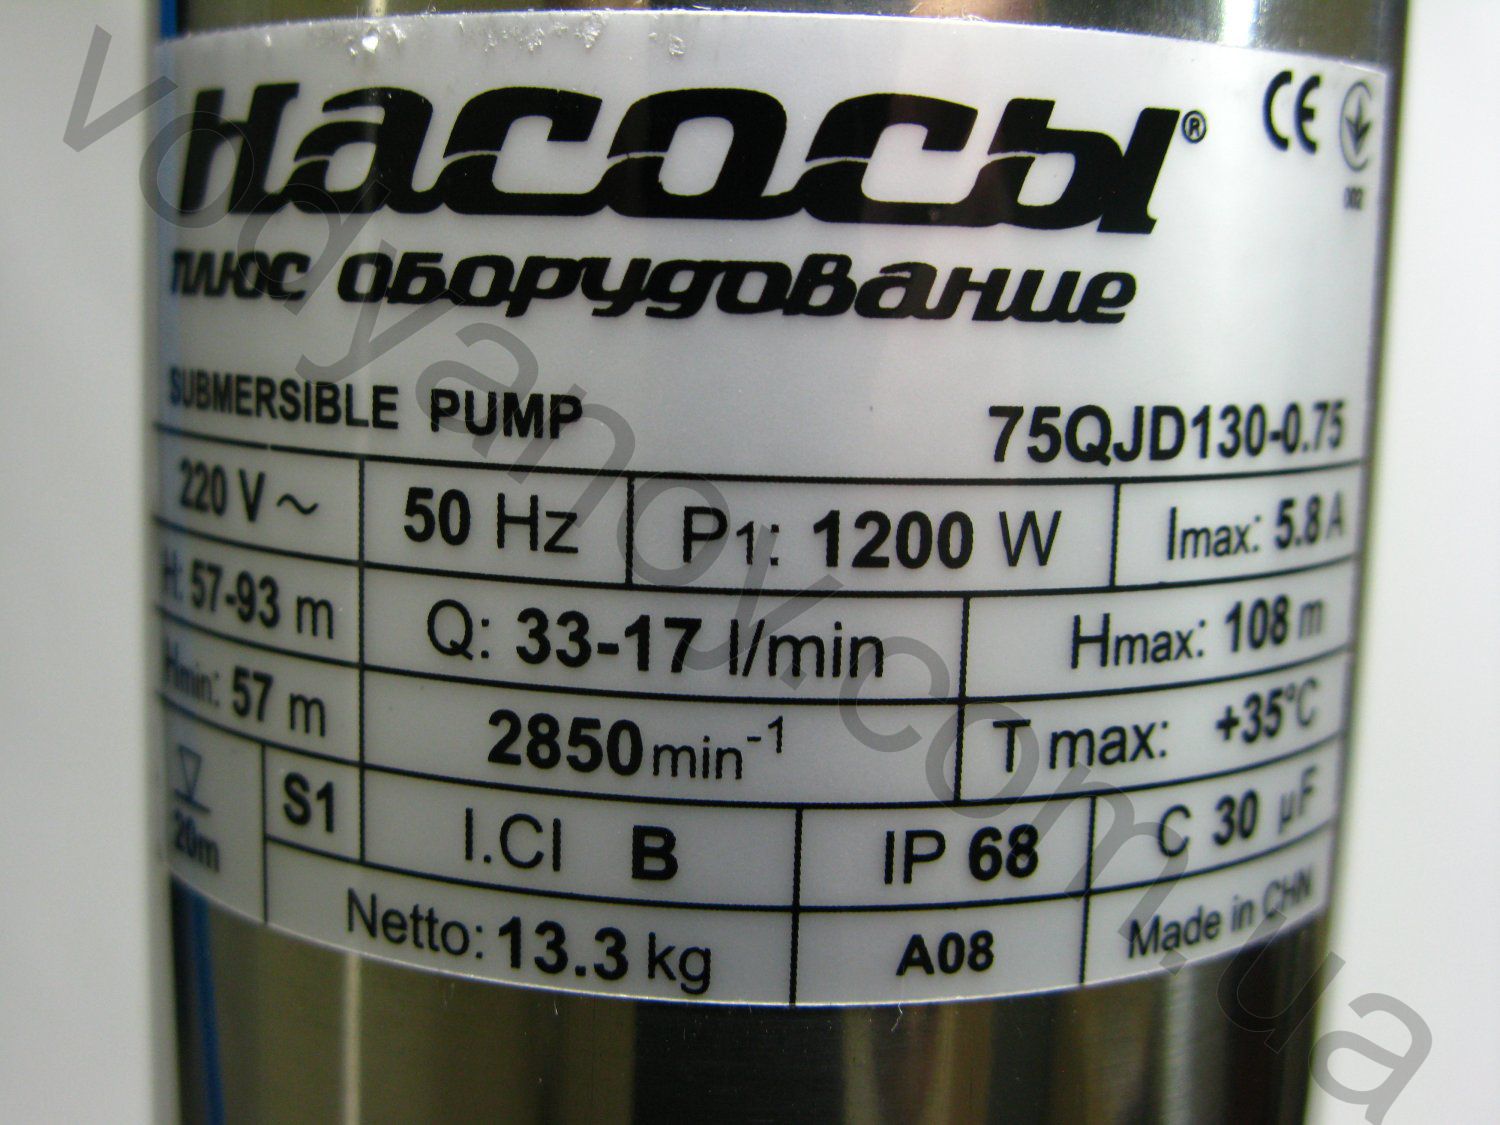 насосы®
CE
002
плюс оборудование
SUBMERSIBLE PUMP 75QJD130-0.75
220 V ~ 50 Hz P1: 1200 W Imax: 5.8 A
H: 57-93 m Q: 33-17 l/min Hmax: 108 m
Hmin: 57 m 2850 min-1 T max: +35°C
20m S1 I.Cl B IP 68 C 30 µF
Netto: 13.3 kg A08 Made in CHN
vodyanoy.com.ua